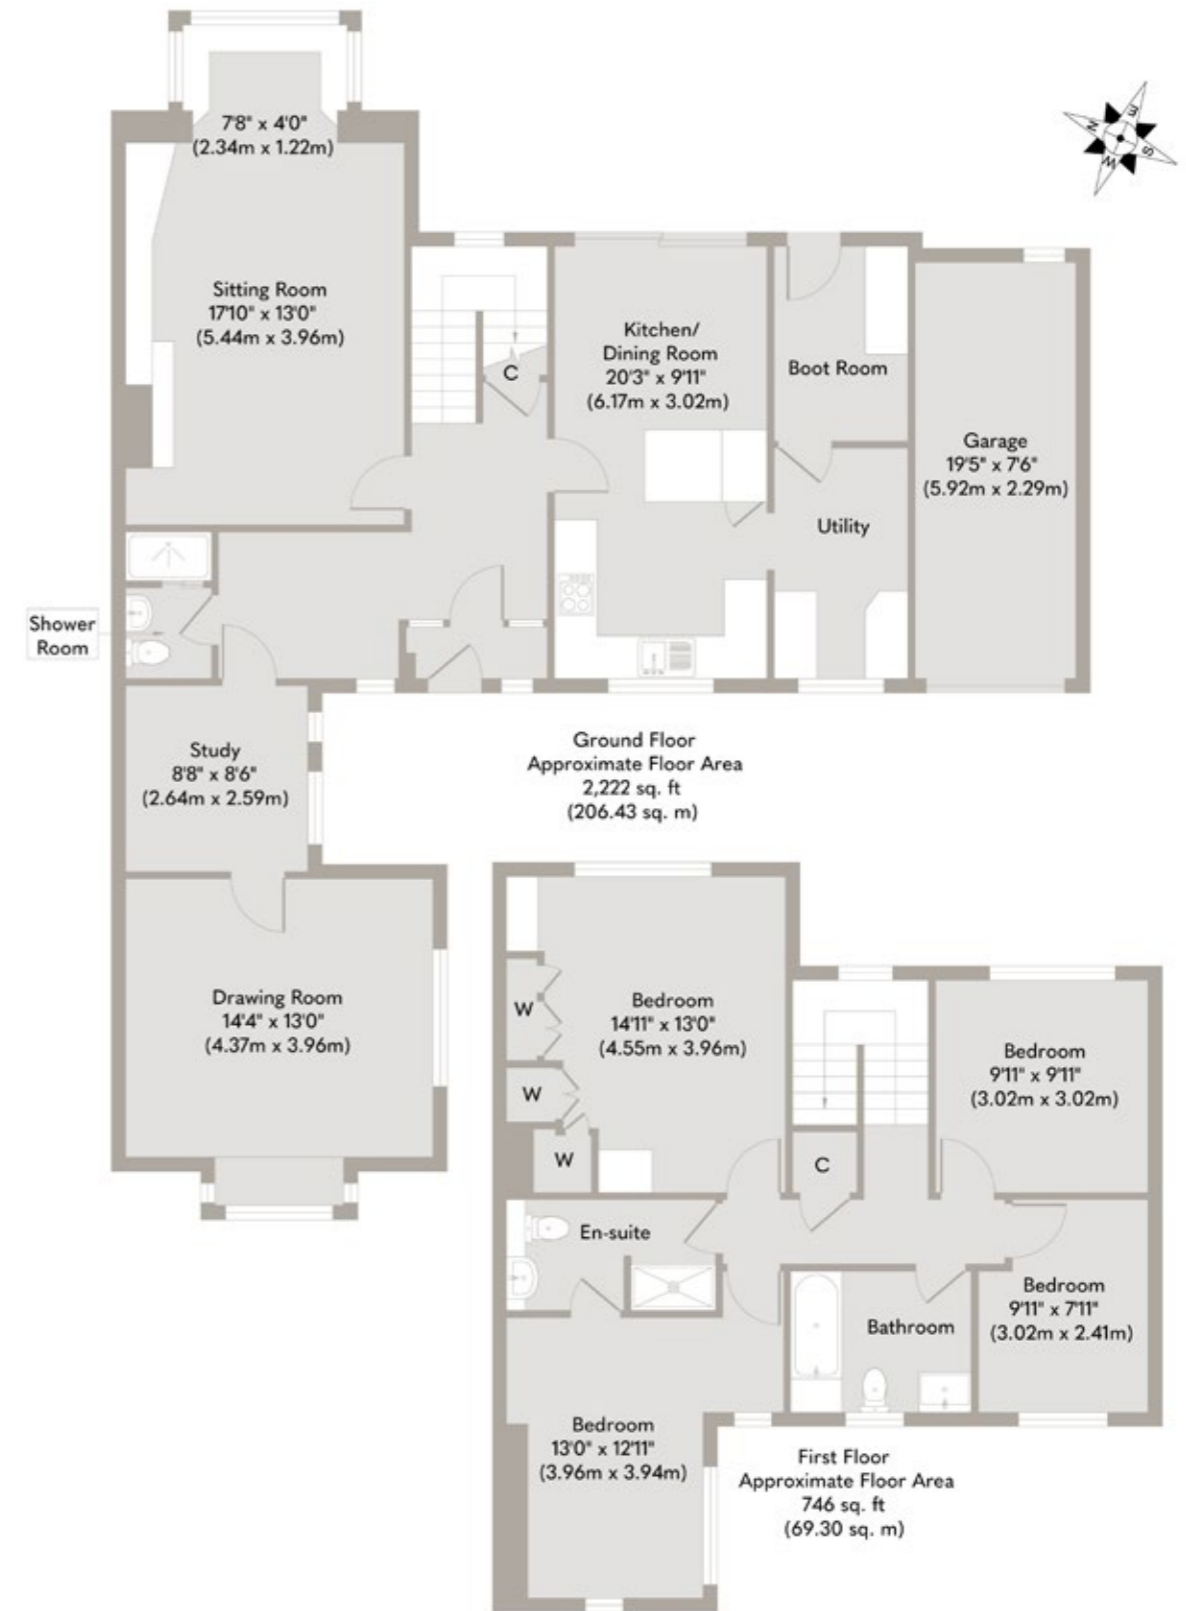 7'8" x 4'0"
(2.34m x 1.22m)
E
N
S
W
Sitting Room
17'10" x 13'0"
(5.44m x 3.96m)
C
Kitchen/
Dining Room
20'3" x 9'11"
(6.17m x 3.02m)
Boot Room
Garage
19'5" x 7'6"
(5.92m x 2.29m)
Utility
Shower
Room
Study
8'8" x 8'6"
(2.64m x 2.59m)
Ground Floor
Approximate Floor Area
2,222 sq. ft
(206.43 sq. m)
Drawing Room
14'4" x 13'0"
(4.37m x 3.96m)
W
W
W
Bedroom
14'11" x 13'0"
(4.55m x 3.96m)
C
Bedroom
9'11" x 9'11"
(3.02m x 3.02m)
En-suite
Bathroom
Bedroom
9'11" x 7'11"
(3.02m x 2.41m)
Bedroom
13'0" x 12'11"
(3.96m x 3.94m)
First Floor
Approximate Floor Area
746 sq. ft
(69.30 sq. m)